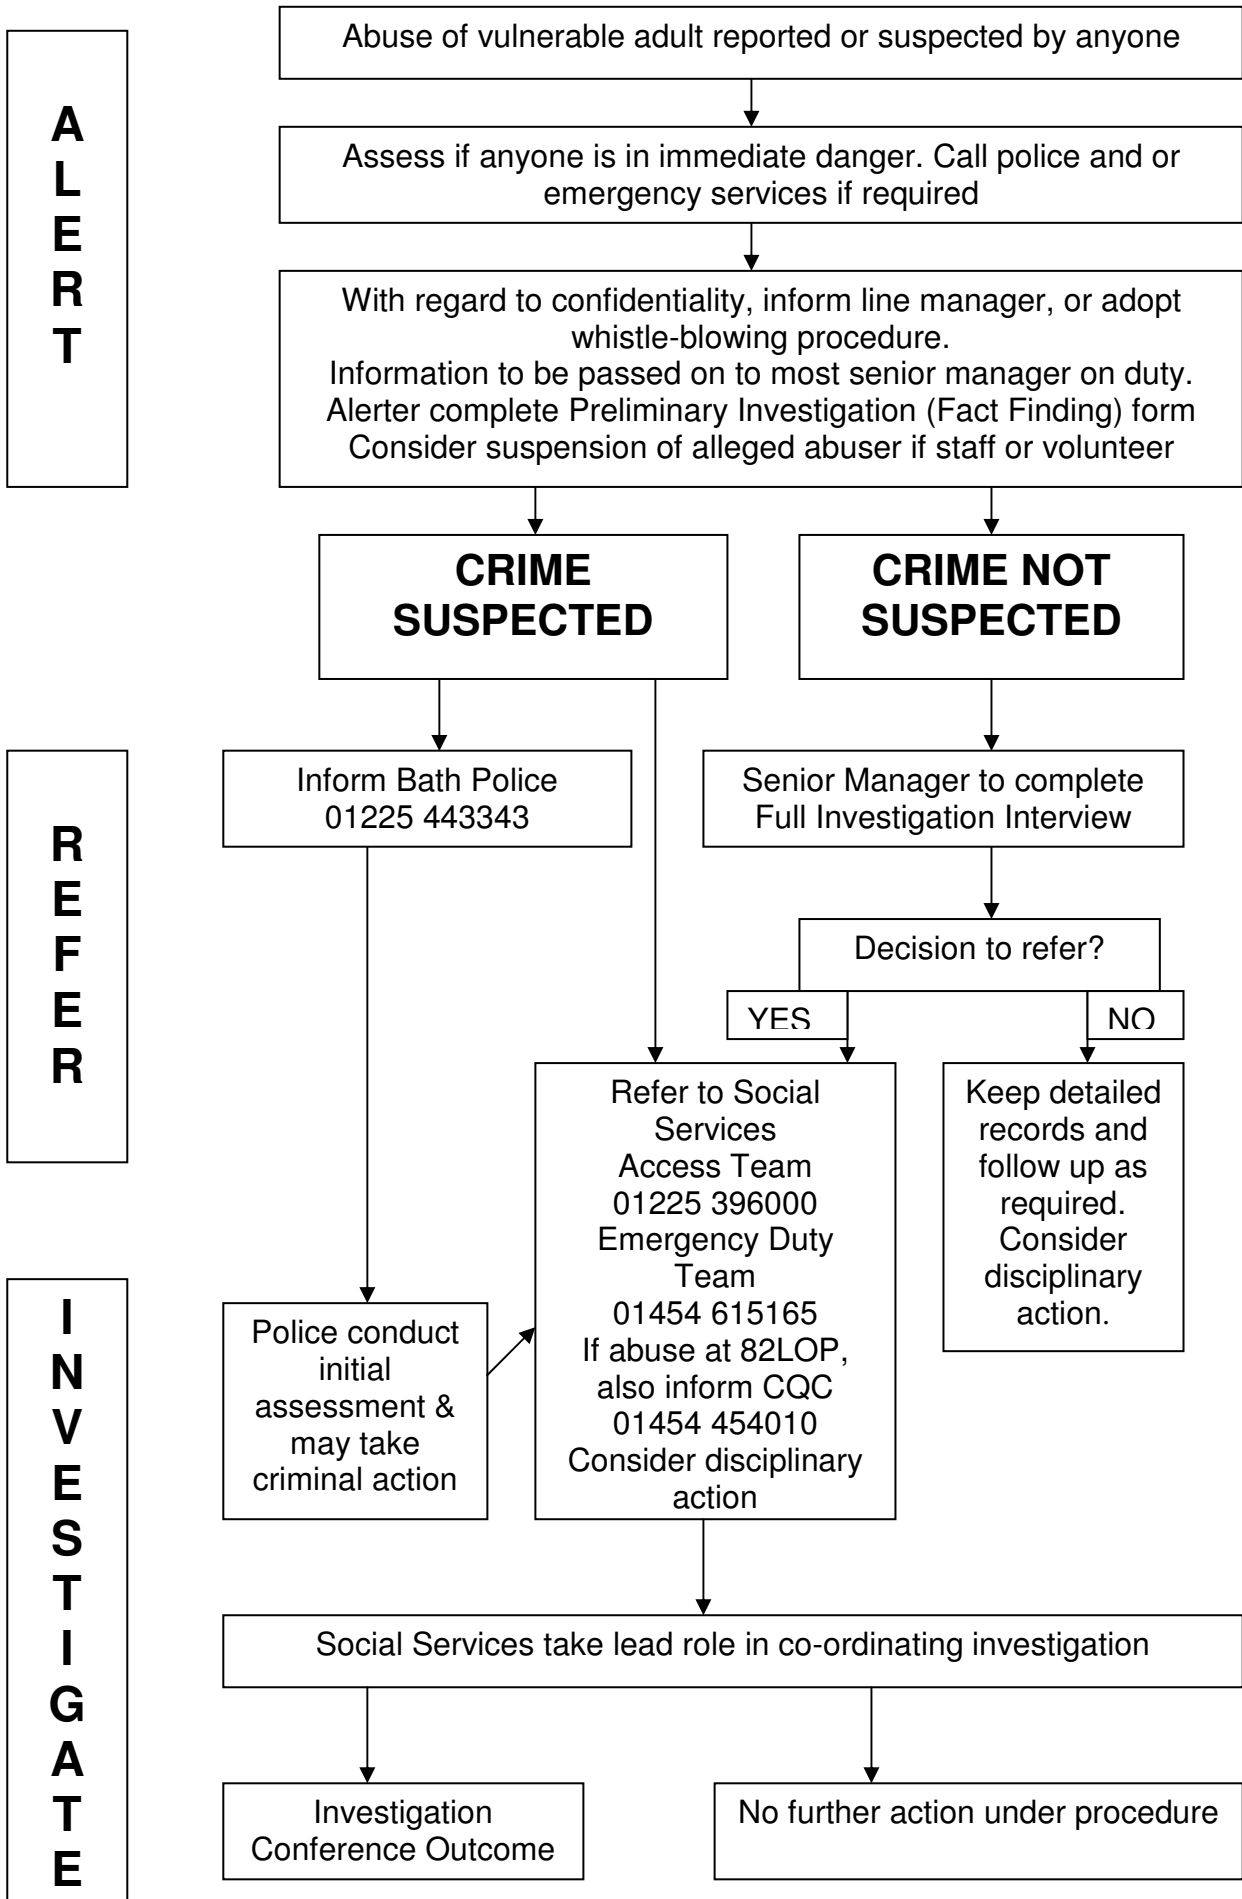 A
L
E
R
T
Abuse of vulnerable adult reported or suspected by anyone
Assess if anyone is in immediate danger. Call police and or
emergency services if required
With regard to confidentiality, inform line manager, or adopt
whistle-blowing procedure.
Information to be passed on to most senior manager on duty.
Alerter complete Preliminary Investigation (Fact Finding) form
Consider suspension of alleged abuser if staff or volunteer
CRIME
SUSPECTED
CRIME NOT
SUSPECTED
R
E
F
E
R
Inform Bath Police
01225 443343
Senior Manager to complete
Full Investigation Interview
Decision to refer?
YES
NO
Refer to Social
Services
Access Team
01225 396000
Emergency Duty
Team
01454 615165
If abuse at 82LOP,
also inform CQC
01454 454010
Consider disciplinary
action
Keep detailed
records and
follow up as
required.
Consider
disciplinary
action.
I
N
V
E
S
T
I
G
A
T
E
Police conduct
initial
assessment &
may take
criminal action
Social Services take lead role in co-ordinating investigation
Investigation
Conference Outcome
No further action under procedure